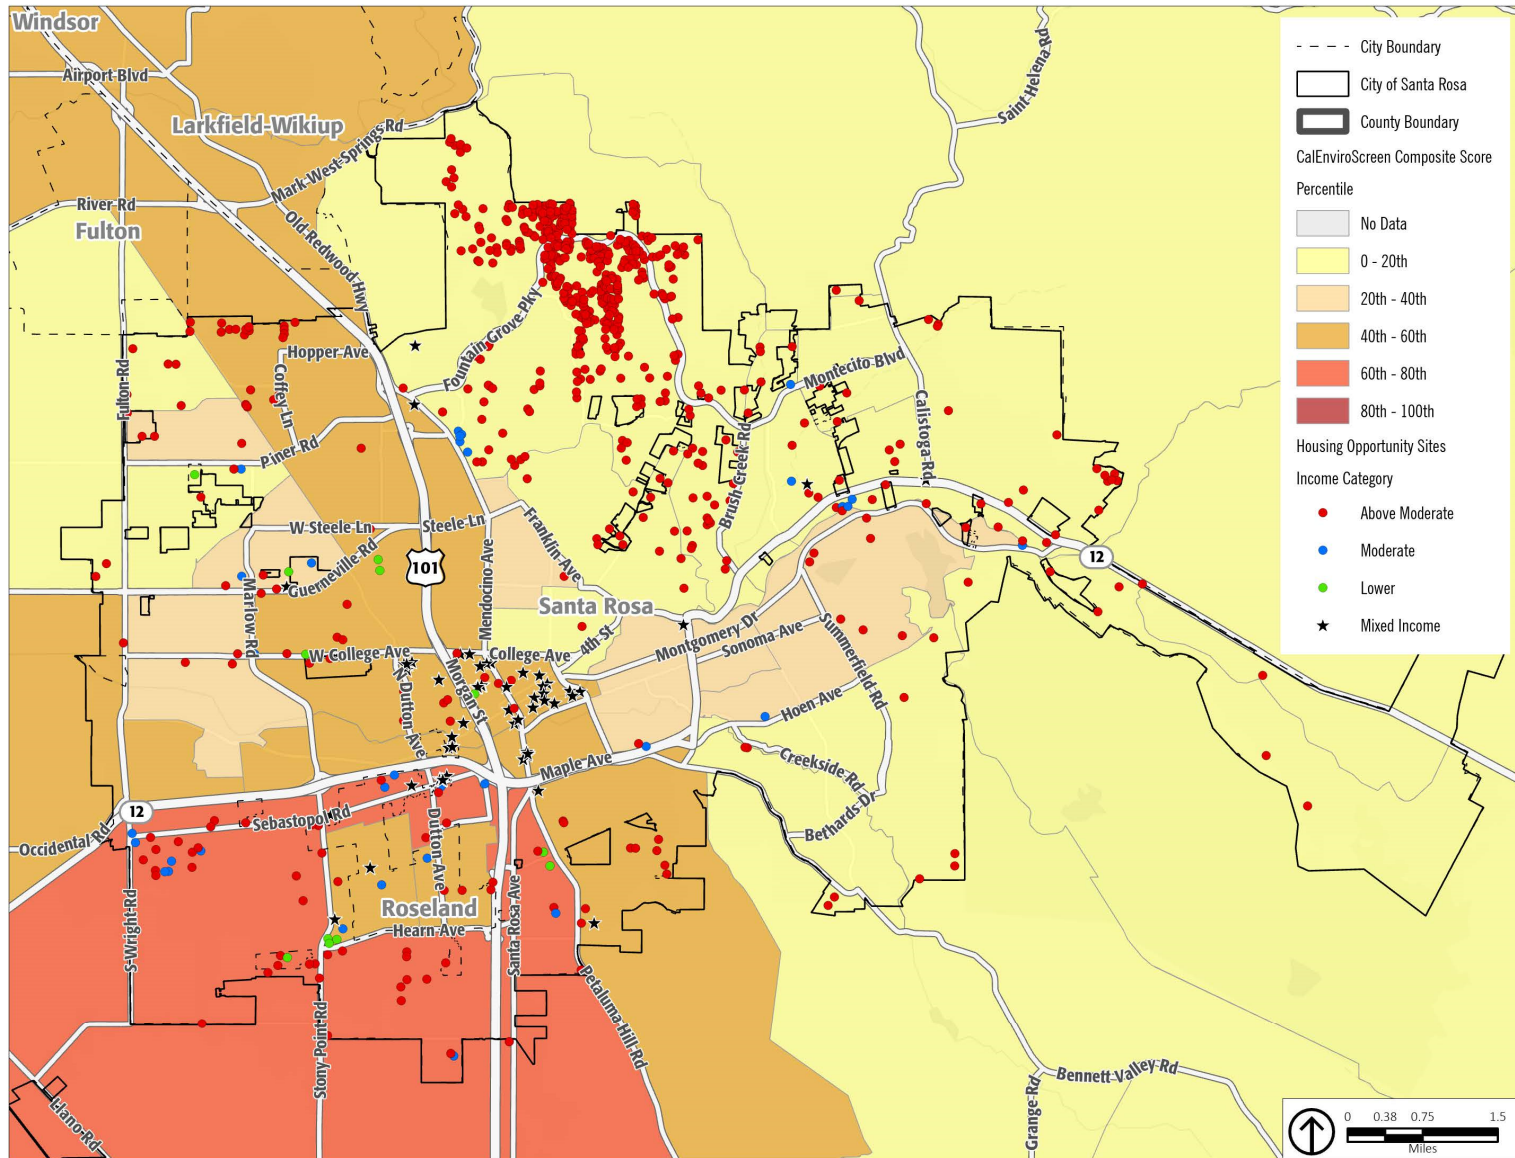 Windsor
Airport Blvd
Larkfield-Wikiup
Mark West Springs Rd
River Rd
Fulton
Old Redwood Hwy
Saint Helena Rd
Fountain Grove Pky
Hopper Ave
Coffey Ln
Fulton Rd
Piner Rd
Montecito Blvd
Calistoga Rd
Brush Creek Rd
W Steele Ln
Steele Ln
Guerneville Rd
Franklin Ave
Mendocino Ave
101
12
Marlow Rd
Santa Rosa
4th St
Montgomery Dr
Sonoma Ave
Summerfield Rd
W College Ave
College Ave
N Dutton Ave
Morgan St
Hoen Ave
Maple Ave
Creekside Rd
Bethards Dr
12
Occidental Rd
Sebastopol Rd
Dutton Ave
S Wright Rd
Roseland
Hearn Ave
Santa Rosa Ave
Stony Point Rd
Petaluma Hill Rd
Llano Rd
Bennett Valley Rd
Grange Rd
City Boundary
City of Santa Rosa
County Boundary
CalEnviroScreen Composite Score
Percentile
No Data
0 - 20th
20th - 40th
40th - 60th
60th - 80th
80th - 100th
Housing Opportunity Sites
Income Category
Above Moderate
Moderate
Lower
Mixed Income
0 0.38 0.75 1.5
Miles